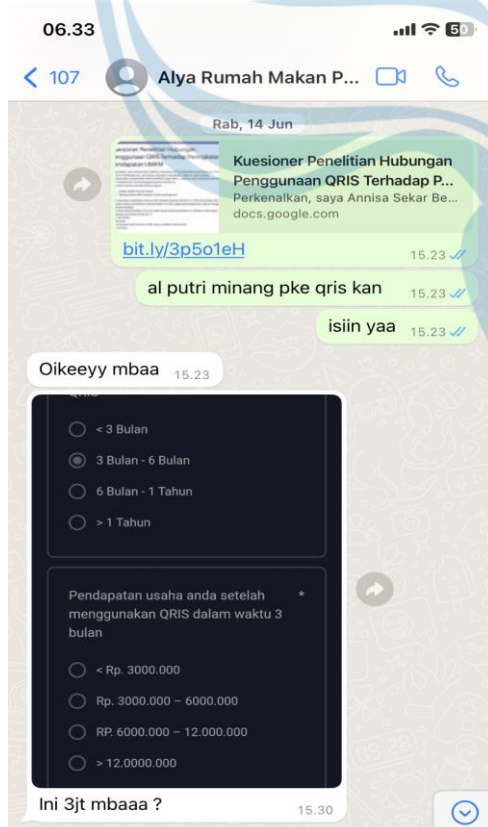 06.33
50
107
Alya Rumah Makan P...
Rab, 14 Jun
Kuesioner Penelitian Hubungan
Penggunaan QRIS Terhadap P...
Perkenalkan, saya Annisa Sekar Be...
docs.google.com
bit.ly/3p5o1eH
15.23
al putri minang pke qris kan
15.23
isiin yaa
15.23
Oikeeyy mbaa
15.23
< 3 Bulan
3 Bulan - 6 Bulan
6 Bulan - 1 Tahun
> 1 Tahun
Pendapatan usaha anda setelah *
menggunakan QRIS dalam waktu 3
bulan
< Rp. 3000.000
Rp. 3000.000 – 6000.000
RP. 6000.000 – 12.000.000
> 12.0000.000
Ini 3jt mbaaa ?
15.30